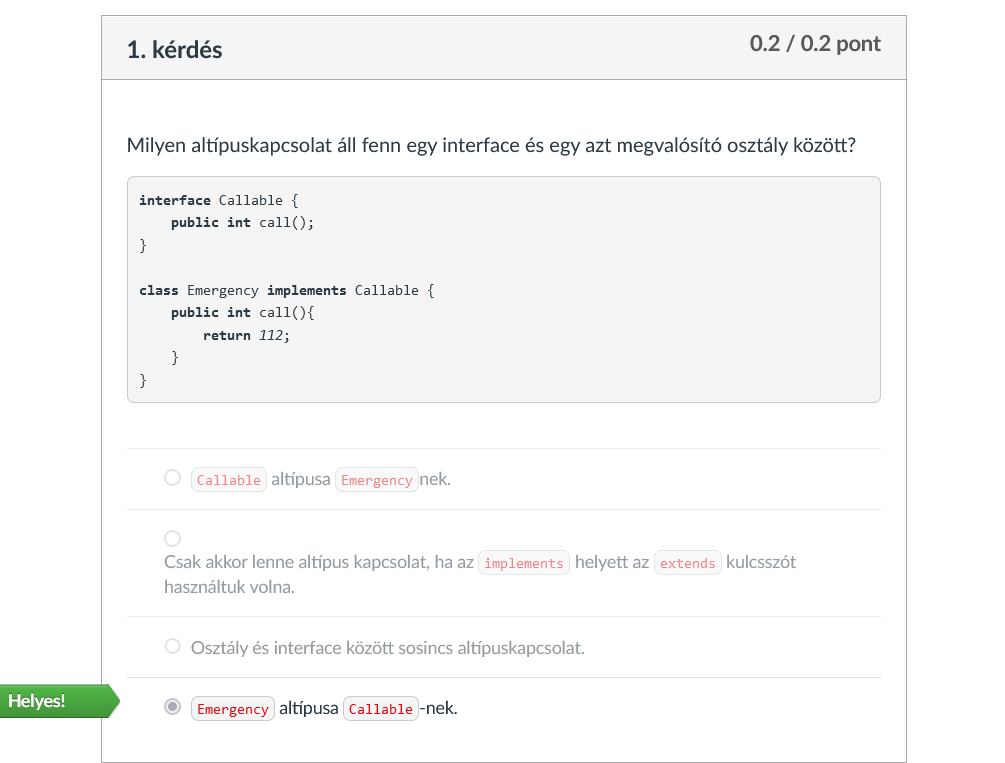 1. kérdés
0.2 / 0.2 pont
Milyen altípuskapcsolat áll fenn egy interface és egy azt megvalósító osztály között?
interface Callable {
    public int call();
}

class Emergency implements Callable {
    public int call(){
        return 112;
    }
}
Callable altípusa Emergencynek.
Csak akkor lenne altípus kapcsolat, ha az implements helyett az extends kulcsszót
használtuk volna.
Osztály és interface között sosincs altípuskapcsolat.
Helyes!
Emergency altípusa Callable-nek.